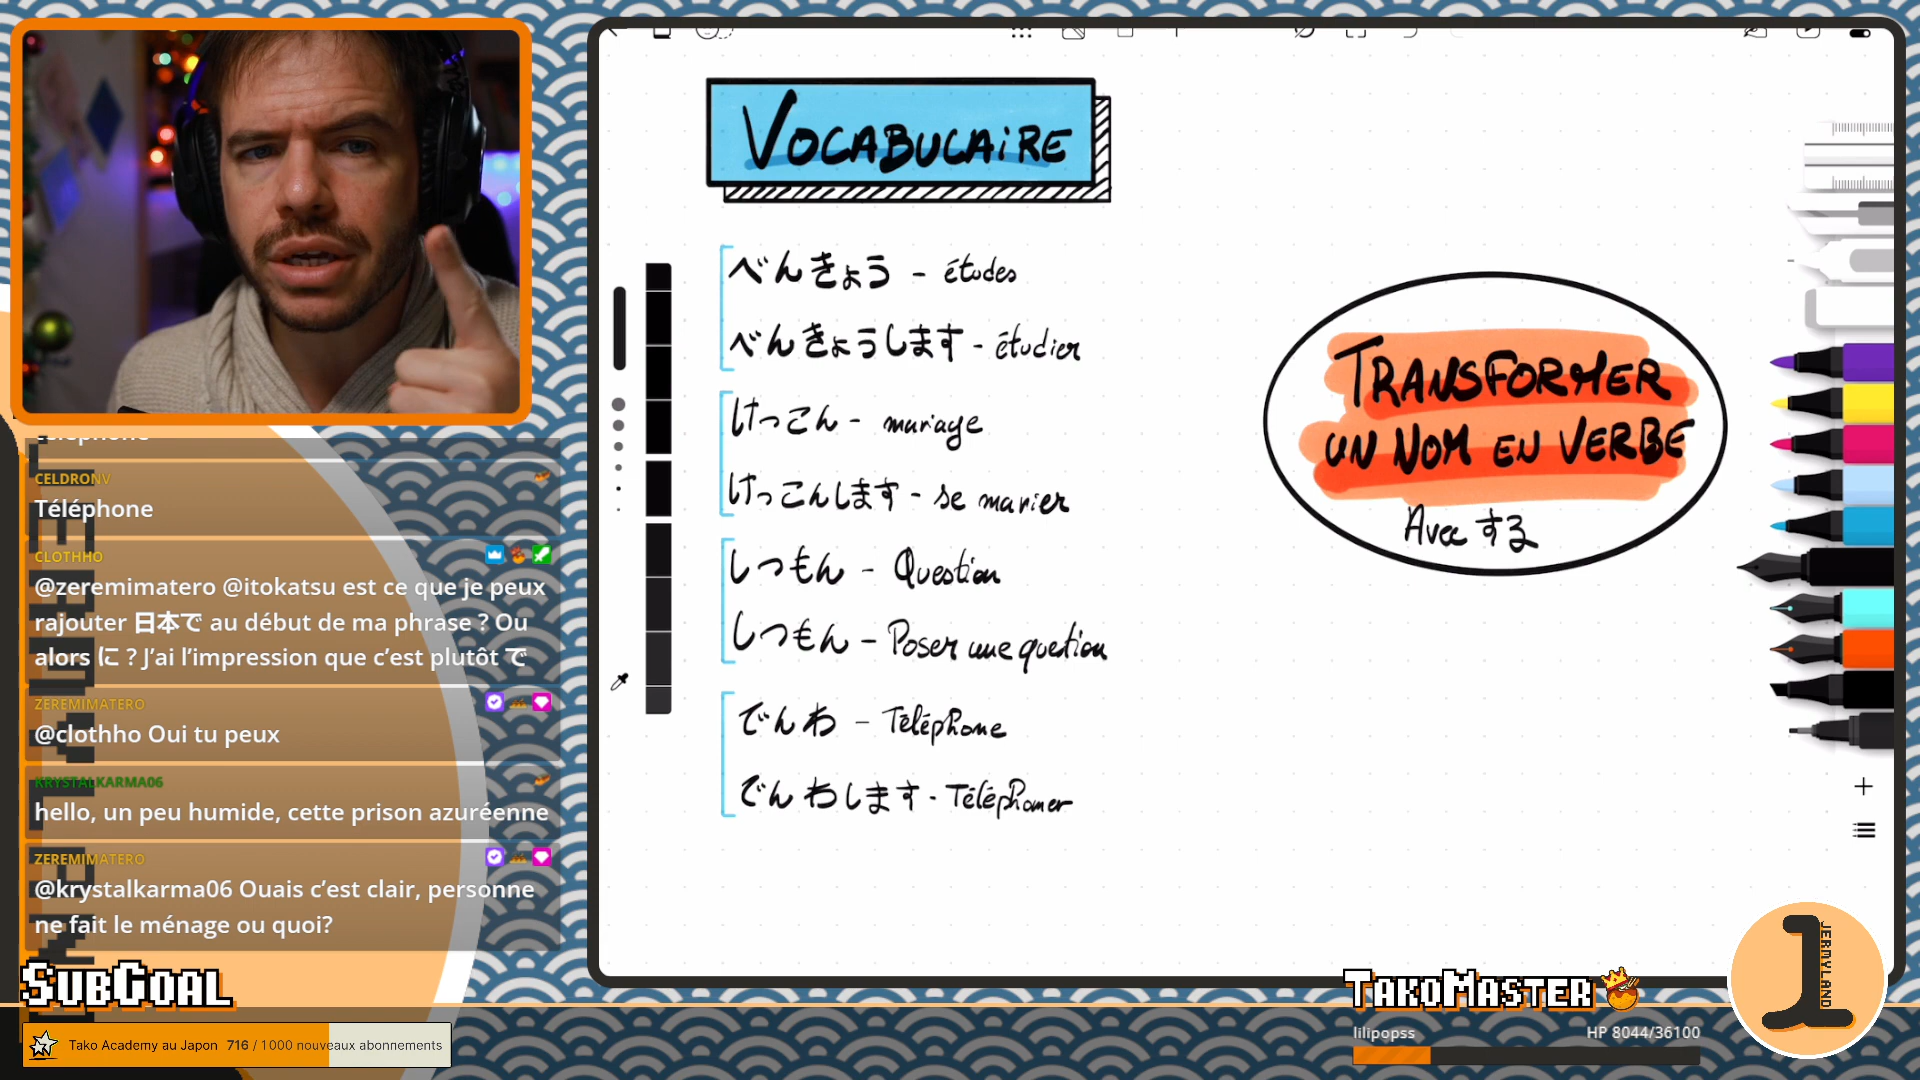 VOCABULAIRE
べんきょう - études
べんきょうします - étudier
けっこん - mariage
けっこんします - se marier
しつもん - Question
しつもん - Poser une question
でんわ - Téléphone
でんわします - Téléphoner
TRANSFORMER
UN NOM EN VERBE
Avec する
CELDRONV
Téléphone
CLOTHHO
@zeremimatero @itokatsu est ce que je peux
rajouter 日本で au début de ma phrase ? Ou
alors に ? J'ai l'impression que c'est plutôt で
ZEREMIMATERO
@clothho Oui tu peux
KRYSTALKARMA06
hello, un peu humide, cette prison azuréenne
ZEREMIMATERO
@krystalkarma06 Ouais c'est clair, personne
ne fait le ménage ou quoi?
SUBGOAL
Tako Academy au Japon 716 / 1000 nouveaux abonnements
TAKOMASTER
lilipopss HP 8044/36100
JERMYLAND